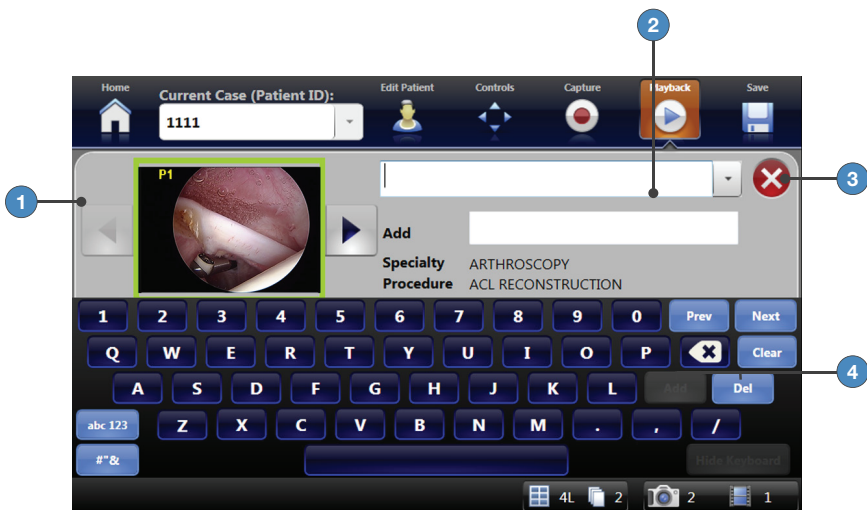 2
Home
Current Case (Patient ID):
Edit Patient
Controls
Capture
Playback
Save
1111
P1
3
1
Add
Specialty ARTHROSCOPY
Procedure ACL RECONSTRUCTION
1 2 3 4 5 6 7 8 9 0 Prev Next
Q W E R T Y U I O P Clear
4
A S D F G H J K L Add Del
abc 123 Z X C V B N M . , /
#"& Hide Keyboard
4L 2 2 1